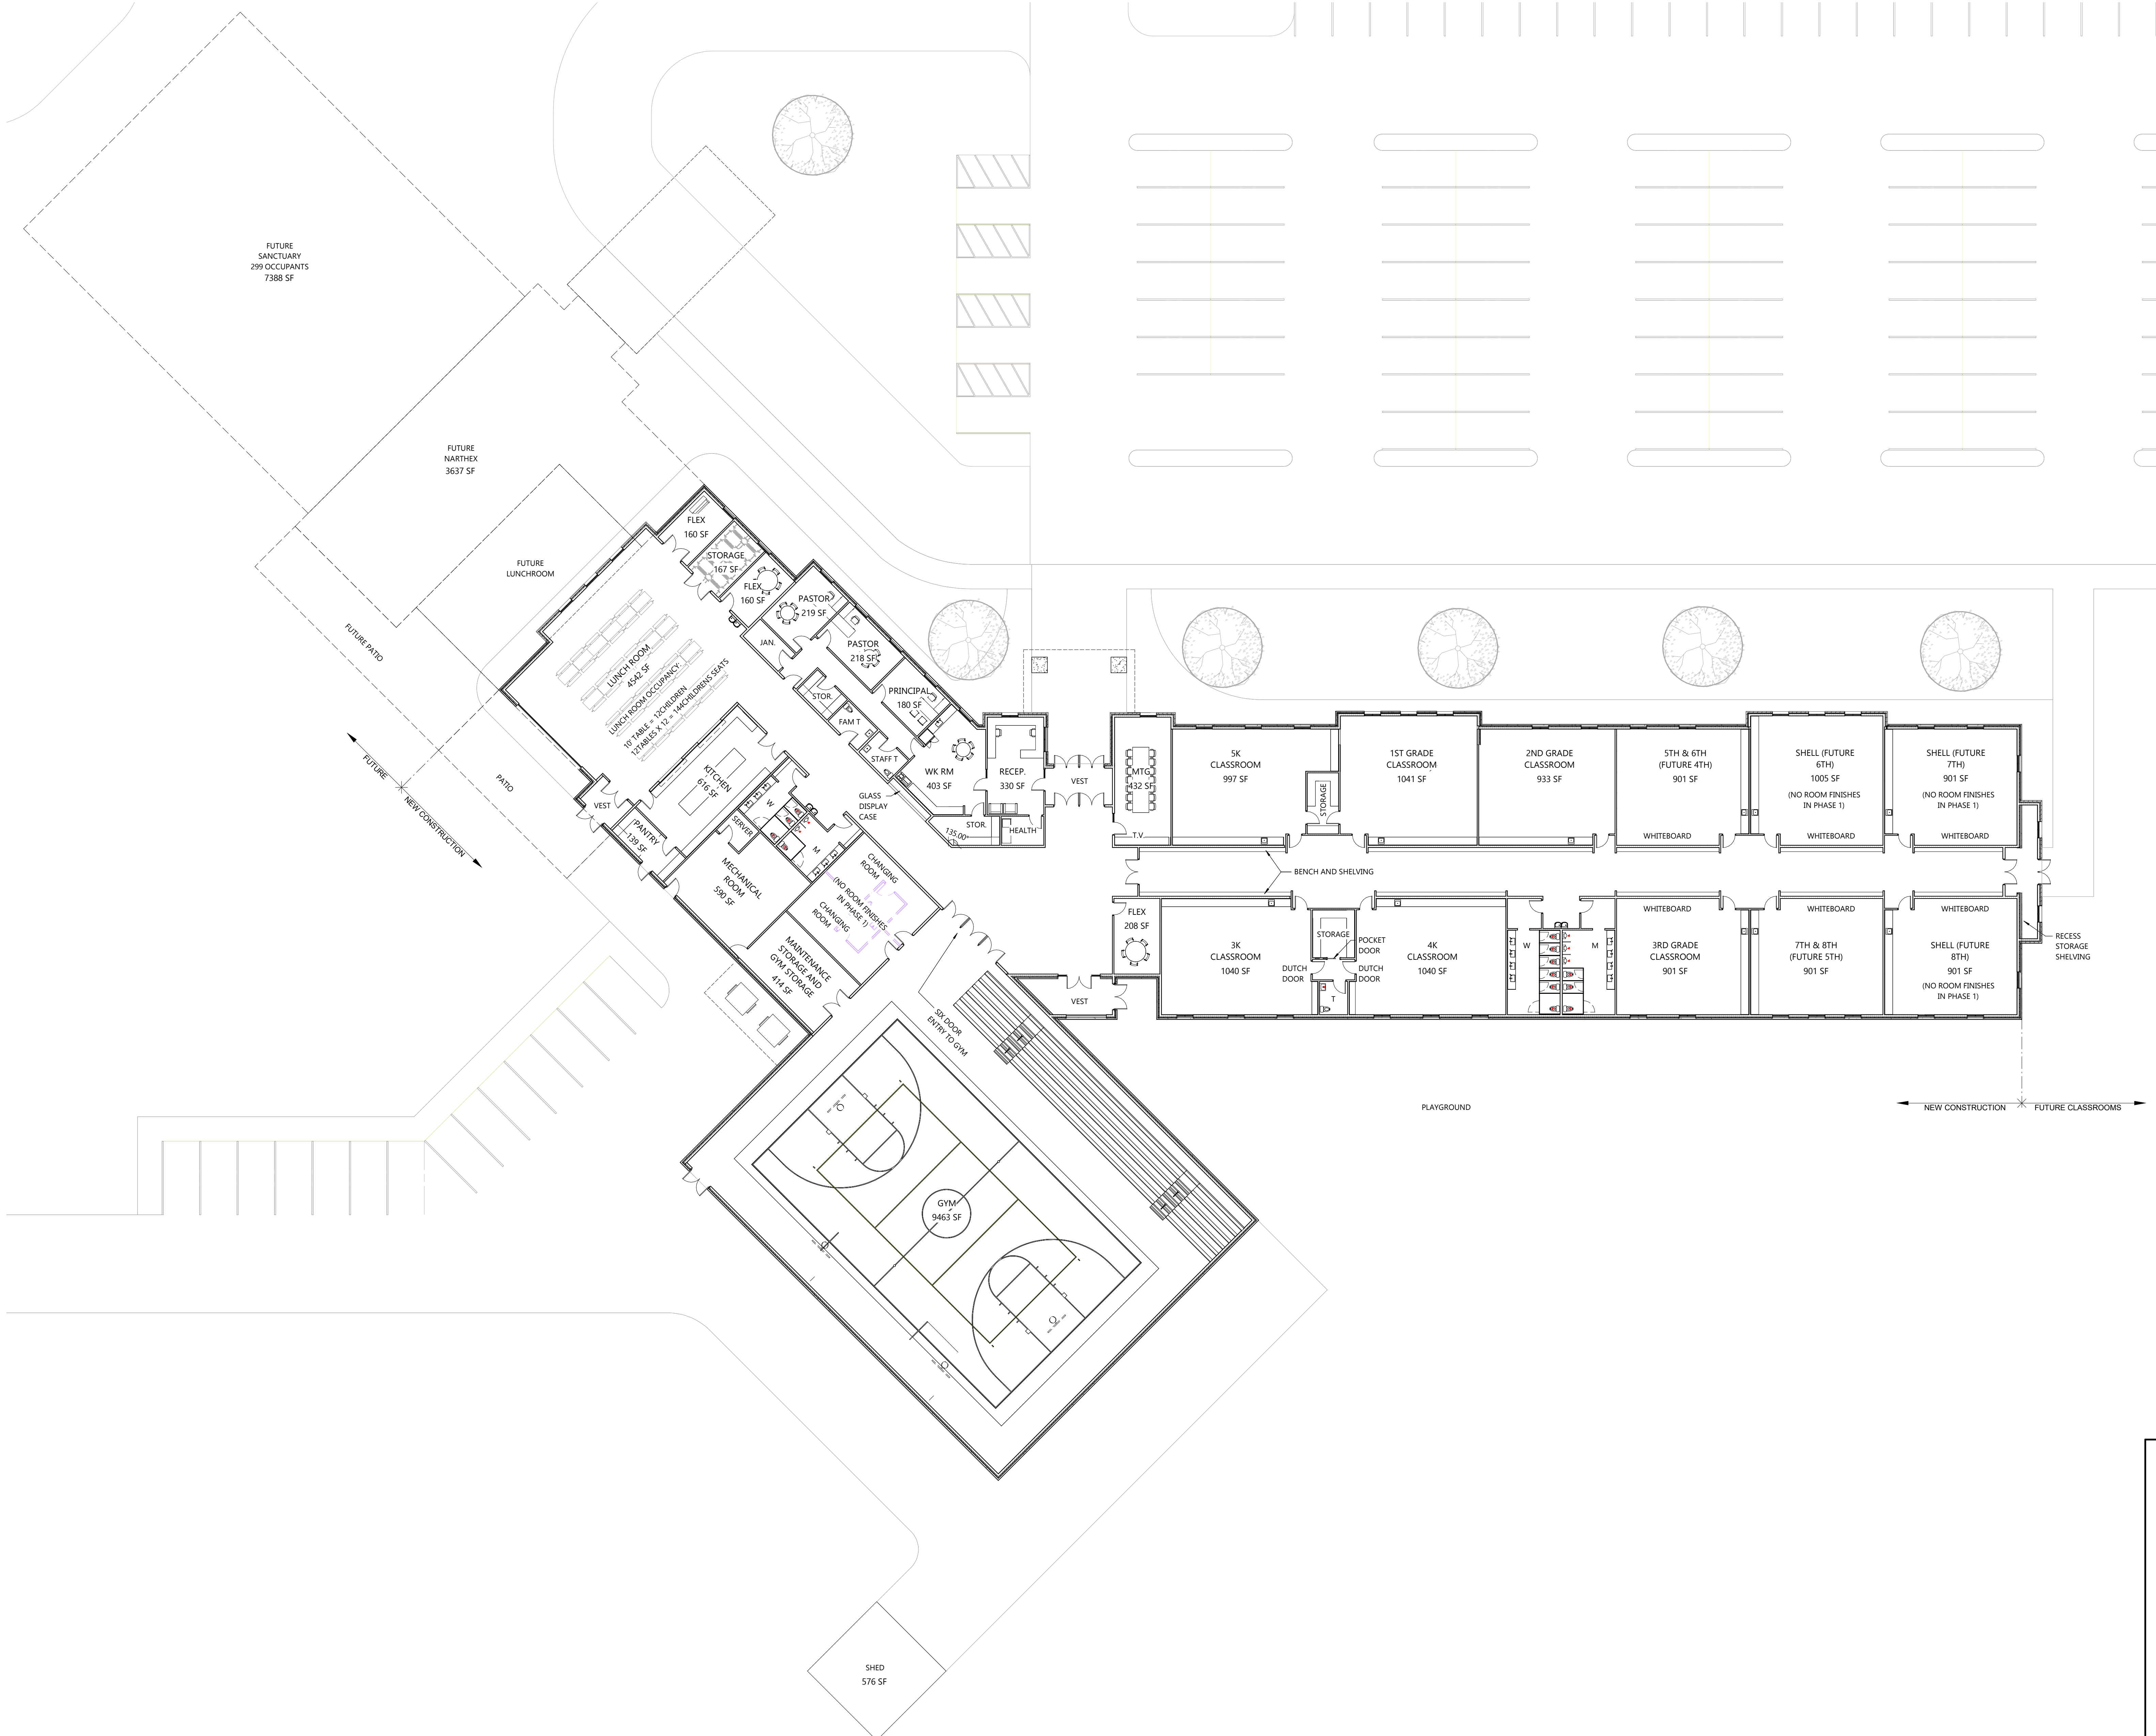 FUTURE
SANCTUARY
299 OCCUPANTS
7388 SF
FUTURE
NARTHEX
3637 SF
FUTURE
LUNCHROOM
FUTURE PATIO
PATIO
FUTURE
NEW CONSTRUCTION
FLEX
160 SF
STORAGE
167 SF
FLEX
160 SF
PASTOR
219 SF
PASTOR
218 SF
PRINCIPAL
180 SF
JAN.
STOR.
FAM T
STAFF T
LUNCH ROOM
4542 SF
LUNCH ROOM OCCUPANCY:
10' TABLE = 12CHILDREN
12TABLES X 12 = 144CHILDRENS SEATS
KITCHEN
616 SF
VEST
PANTRY
139 SF
SERVER
W
M
MECHANICAL
ROOM
590 SF
CHANGING
ROOM
(NO ROOM FINISHES
IN PHASE 1)
CHANGING
ROOM
MAINTENANCE
STORAGE AND
GYM STORAGE
414 SF
GLASS
DISPLAY
CASE
WK RM
403 SF
RECEP.
330 SF
STOR.
135.00°
HEALTH
VEST
MTG
432 SF
T.V
5K
CLASSROOM
997 SF
STORAGE
1ST GRADE
CLASSROOM
1041 SF
2ND GRADE
CLASSROOM
933 SF
5TH & 6TH
(FUTURE 4TH)
901 SF
WHITEBOARD
SHELL (FUTURE
6TH)
1005 SF
(NO ROOM FINISHES
IN PHASE 1)
WHITEBOARD
SHELL (FUTURE
7TH)
901 SF
(NO ROOM FINISHES
IN PHASE 1)
WHITEBOARD
BENCH AND SHELVING
FLEX
208 SF
VEST
3K
CLASSROOM
1040 SF
STORAGE
POCKET
DOOR
DUTCH
DOOR
DUTCH
DOOR
T
4K
CLASSROOM
1040 SF
W
M
WHITEBOARD
3RD GRADE
CLASSROOM
901 SF
WHITEBOARD
7TH & 8TH
(FUTURE 5TH)
901 SF
WHITEBOARD
SHELL (FUTURE
8TH)
901 SF
(NO ROOM FINISHES
IN PHASE 1)
RECESS
STORAGE
SHELVING
SIX DOOR
ENTRY TO GYM
GYM
9463 SF
PLAYGROUND
NEW CONSTRUCTION
FUTURE CLASSROOMS
SHED
576 SF